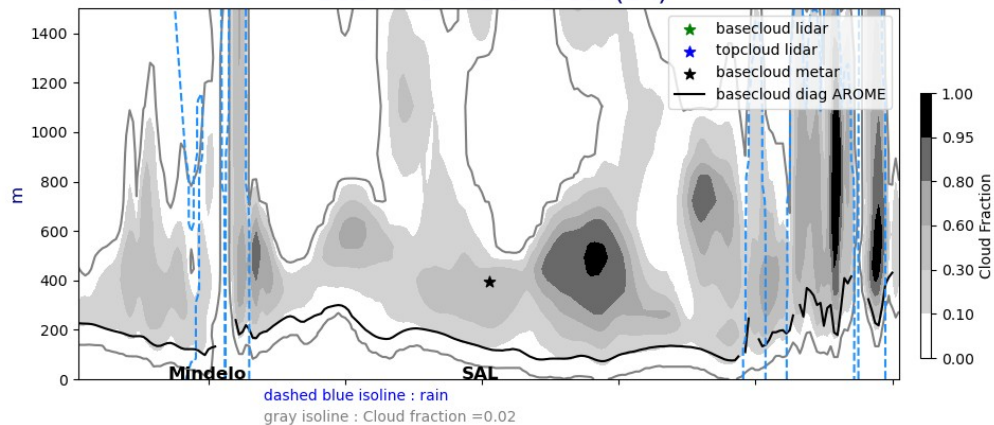 basecloud lidar
topcloud lidar
basecloud metar
basecloud diag AROME
1400
1200
1000
800
600
400
200
0
m
Mindelo
SAL
1.00
0.95
0.80
0.60
0.30
0.10
0.00
Cloud Fraction
dashed blue isoline : rain
gray isoline : Cloud fraction =0.02